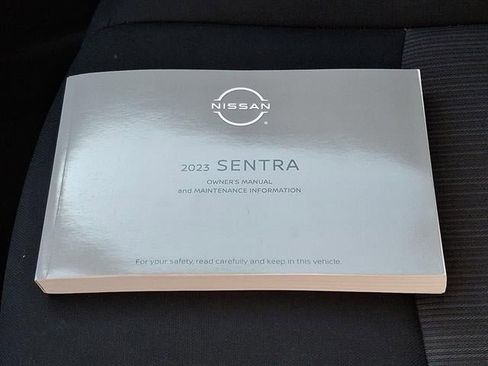 NISSAN
2023 SENTRA
OWNER'S MANUAL
and MAINTENANCE INFORMATION
For your safety, read carefully and keep in this vehicle.